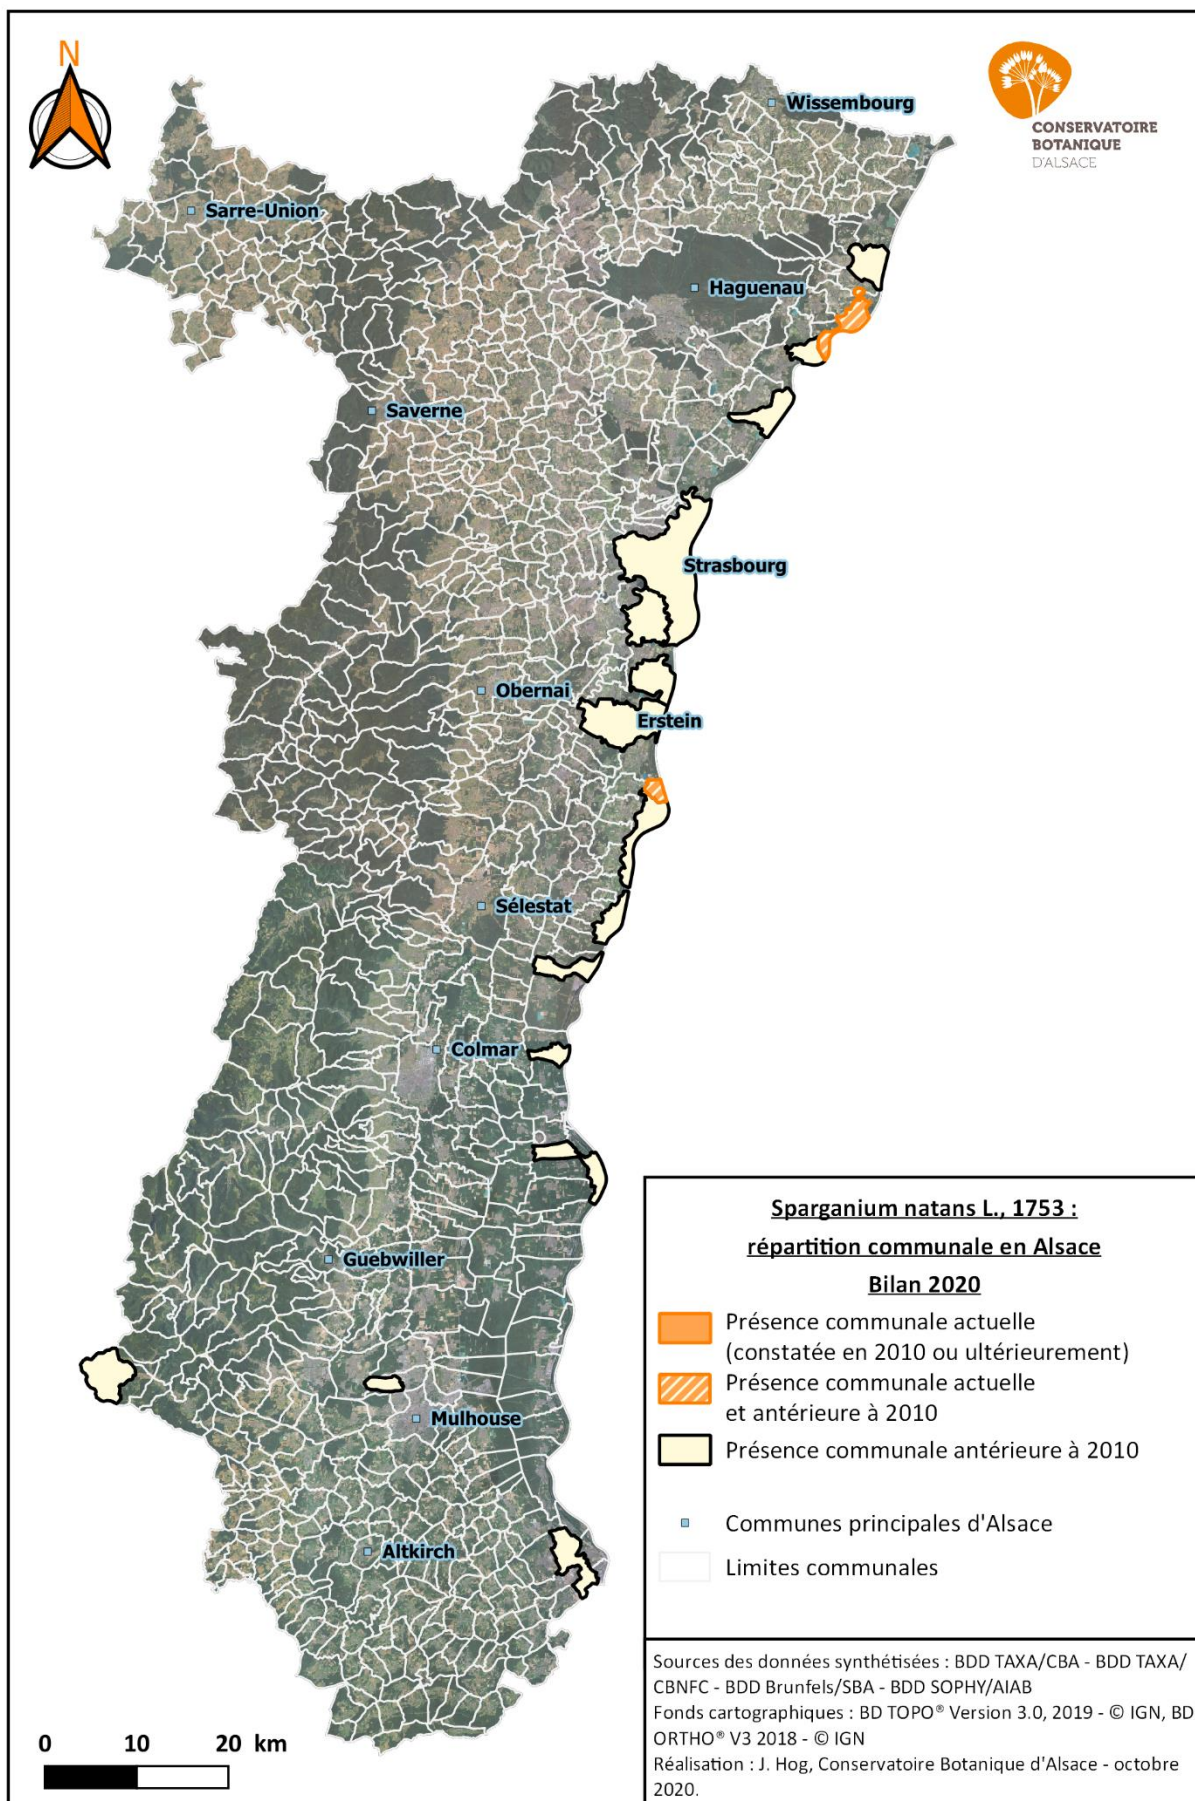 N
CONSERVATOIRE
BOTANIQUE
D'ALSACE
Wissembourg
Sarre-Union
Haguenau
Saverne
Strasbourg
Obernai
Erstein
Sélestat
Colmar
Guebwiller
Mulhouse
Altkirch
Sparganium natans L., 1753 :
répartition communale en Alsace
Bilan 2020
Présence communale actuelle
(constatée en 2010 ou ultérieurement)
Présence communale actuelle
et antérieure à 2010
Présence communale antérieure à 2010
Communes principales d'Alsace
Limites communales
Sources des données synthétisées : BDD TAXA/CBA - BDD TAXA/
CBNFC - BDD Brunfels/SBA - BDD SOPHY/AIAB
Fonds cartographiques : BD TOPO® Version 3.0, 2019 - © IGN, BD
ORTHO® V3 2018 - © IGN
Réalisation : J. Hog, Conservatoire Botanique d'Alsace - octobre
2020.
0 10 20 km